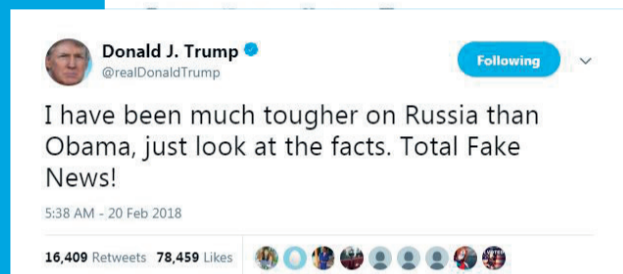 Donald J. Trump
@realDonaldTrump
Following
I have been much tougher on Russia than
Obama, just look at the facts. Total Fake
News!
5:38 AM - 20 Feb 2018
16,409 Retweets 78,459 Likes